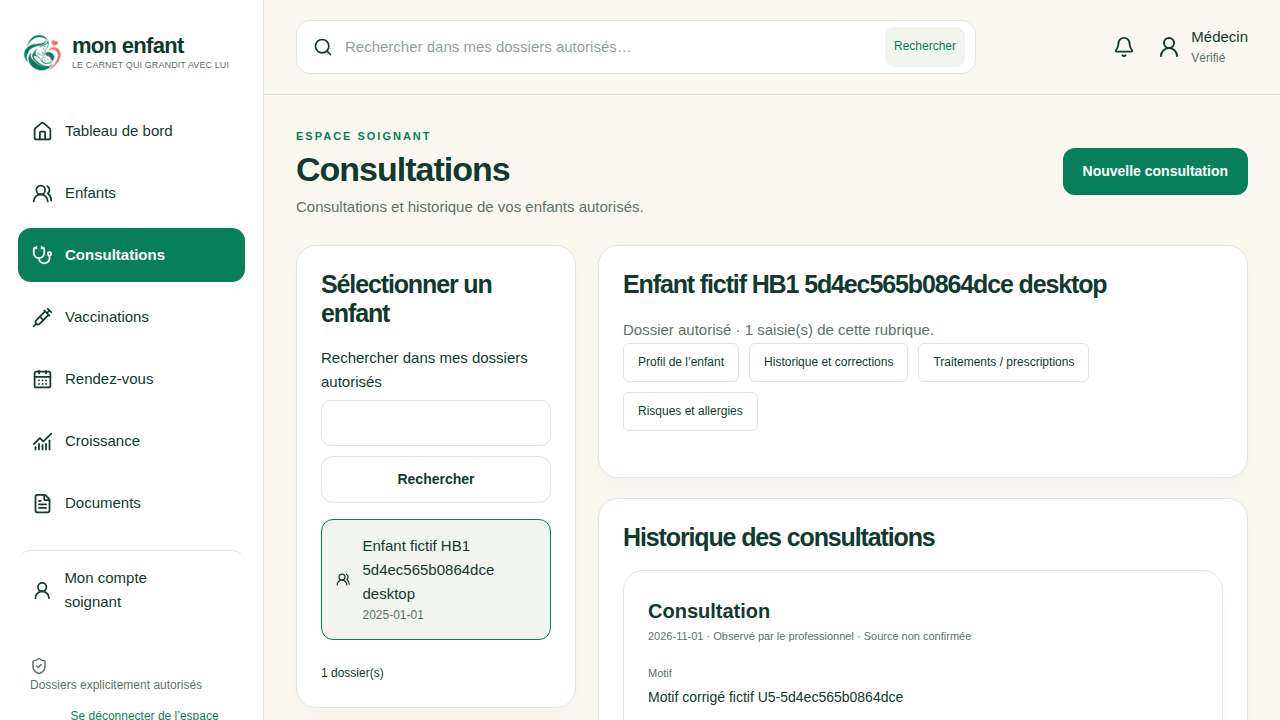 mon enfant
LE CARNET QUI GRANDIT AVEC LUI
Tableau de bord
Enfants
Consultations
Vaccinations
Rendez-vous
Croissance
Documents
Mon compte
soignant
Dossiers explicitement autorisés
Se déconnecter de l’espace
Rechercher dans mes dossiers autorisés…
Rechercher
Médecin
Vérifié
ESPACE SOIGNANT
Consultations
Consultations et historique de vos enfants autorisés.
Nouvelle consultation
Sélectionner un
enfant
Rechercher dans mes dossiers
autorisés
Rechercher
Enfant fictif HB1
5d4ec565b0864dce
desktop
2025-01-01
1 dossier(s)
Enfant fictif HB1 5d4ec565b0864dce desktop
Dossier autorisé · 1 saisie(s) de cette rubrique.
Profil de l’enfant
Historique et corrections
Traitements / prescriptions
Risques et allergies
Historique des consultations
Consultation
2026-11-01 · Observé par le professionnel · Source non confirmée
Motif
Motif corrigé fictif U5-5d4ec565b0864dce